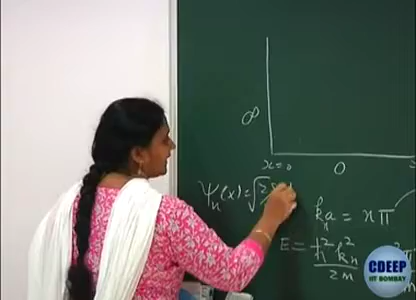 ∞
x=0 0
ψₙ(x)=√2
kₙa = nπ
E = ħ²kₙ²/2m
CDEEP
IIT BOMBAY